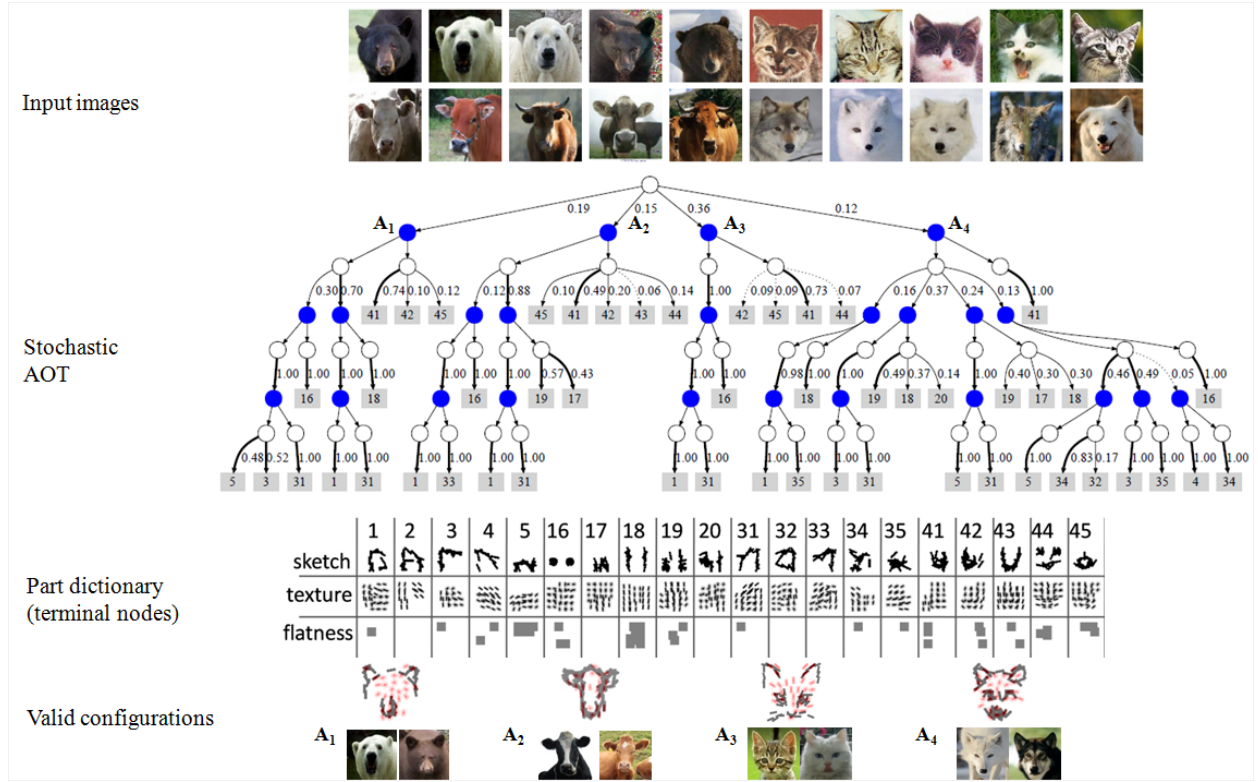 Input images
0.19 0.15 0.36 0.12
A1 A2 A3 A4
0.30 0.70 0.74 0.10 0.12 0.12 0.88 0.10 0.49 0.20 0.06 0.14 1.00 0.09 0.09 0.73 0.07 0.16 0.37 0.24 0.13 1.00
41 42 45 45 41 42 43 44 42 45 41 44 41
Stochastic
AOT
1.00 1.00 1.00 1.00 1.00 1.00 1.00 0.57 0.43 1.00 1.00 0.98 1.00 1.00 0.49 0.37 0.14 1.00 0.40 0.30 0.30 0.46 0.49 0.05 1.00
16 18 16 19 17 16 18 19 18 20 19 17 18 16
0.48 0.52 1.00 1.00 1.00 1.00 1.00 1.00 1.00 1.00 1.00 1.00 1.00 1.00 1.00 1.00 1.00 1.00 0.83 0.17 1.00 1.00 1.00 1.00
5 3 31 1 31 1 33 1 31 1 31 1 35 3 31 5 31 5 34 32 3 35 4 34
1 2 3 4 5 16 17 18 19 20 31 32 33 34 35 41 42 43 44 45
sketch
Part dictionary
(terminal nodes)
texture
flatness
Valid configurations
A1 A2 A3 A4